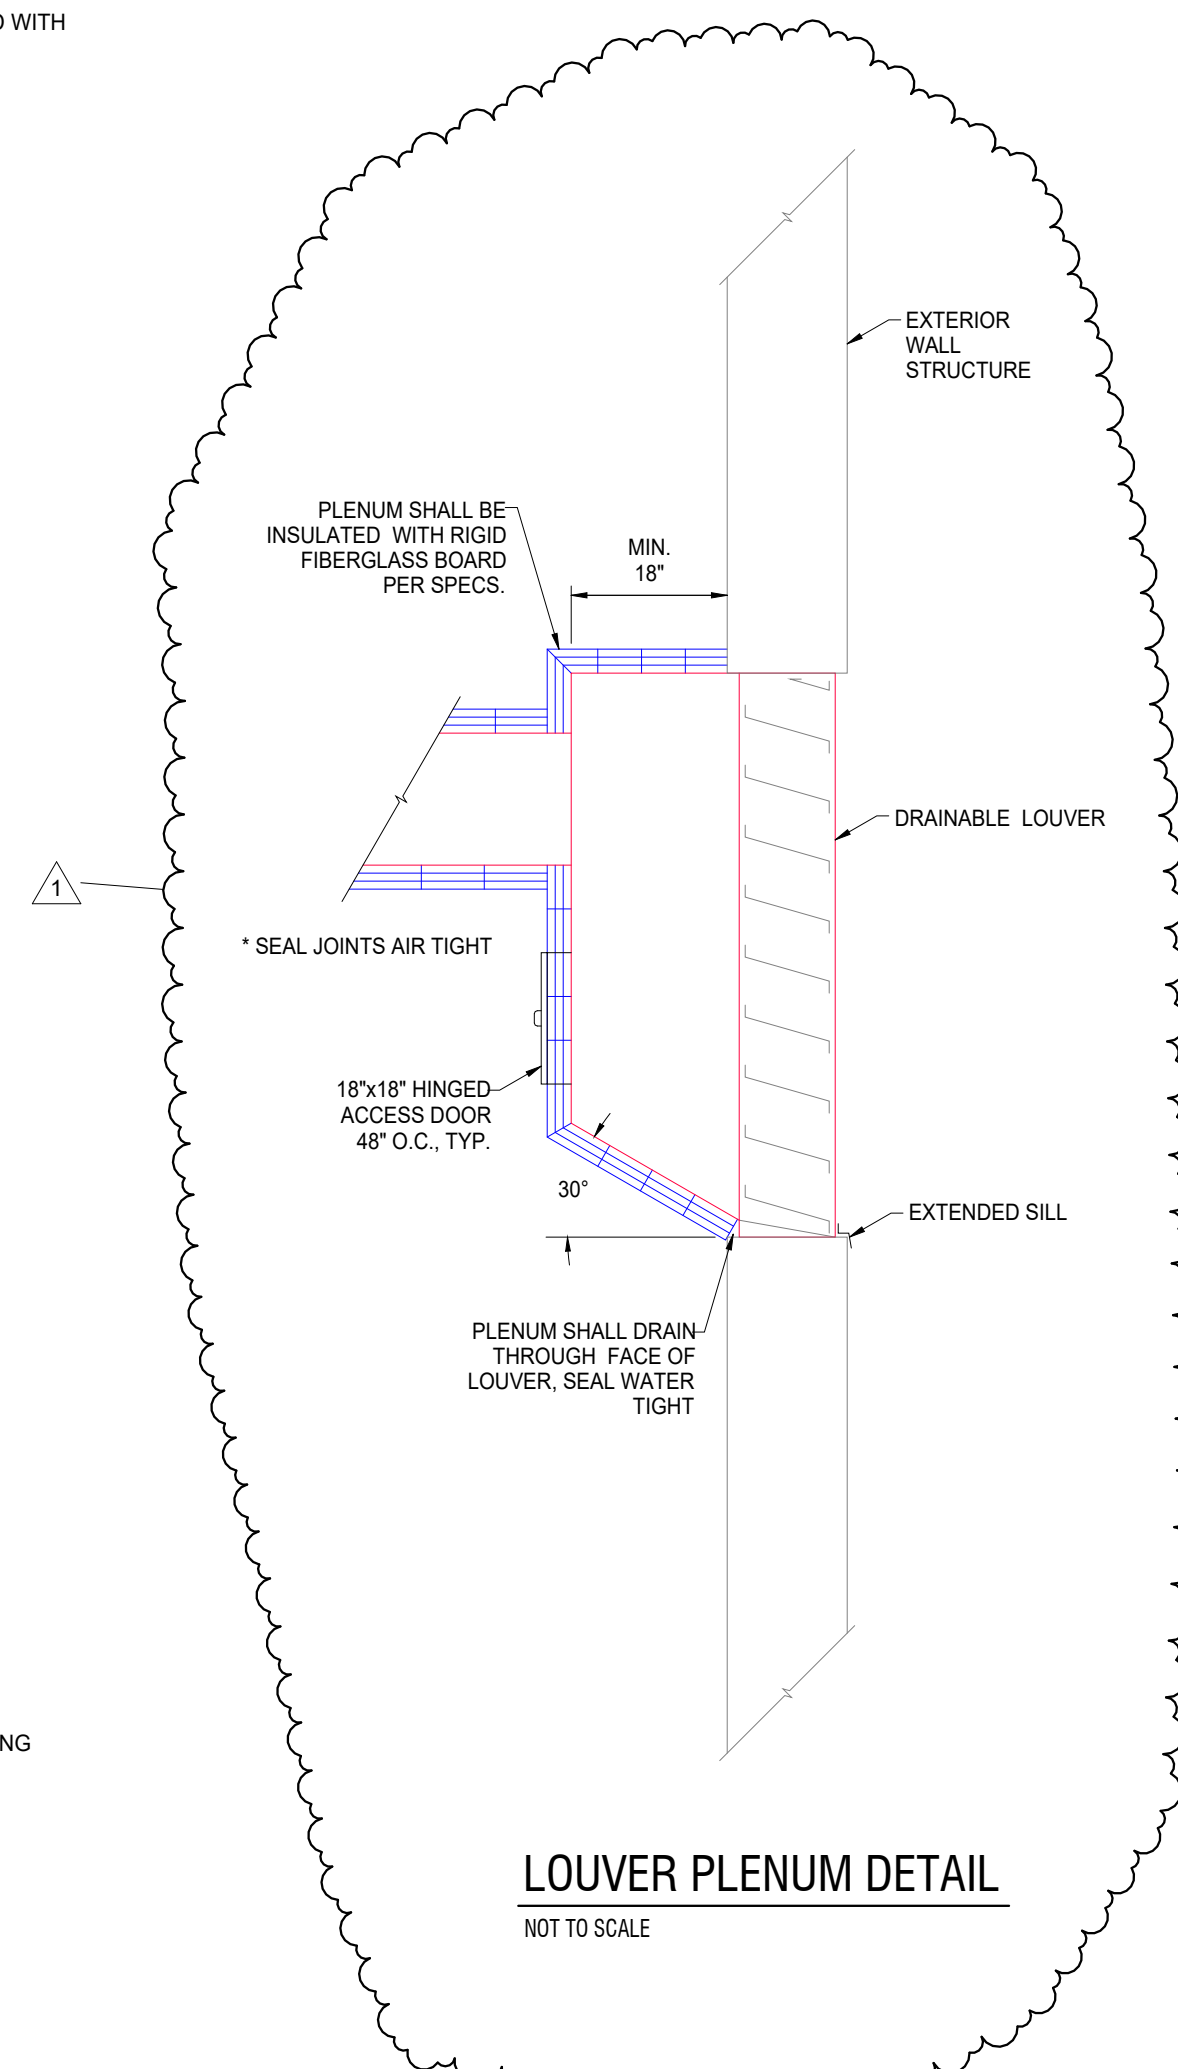 D WITH
EXTERIOR
WALL
STRUCTURE
PLENUM SHALL BE
INSULATED WITH RIGID
FIBERGLASS BOARD
PER SPECS.
MIN.
18"
DRAINABLE LOUVER
1
* SEAL JOINTS AIR TIGHT
18"x18" HINGED
ACCESS DOOR
48" O.C., TYP.
30°
EXTENDED SILL
PLENUM SHALL DRAIN
THROUGH FACE OF
LOUVER, SEAL WATER
TIGHT
NG
LOUVER PLENUM DETAIL
NOT TO SCALE